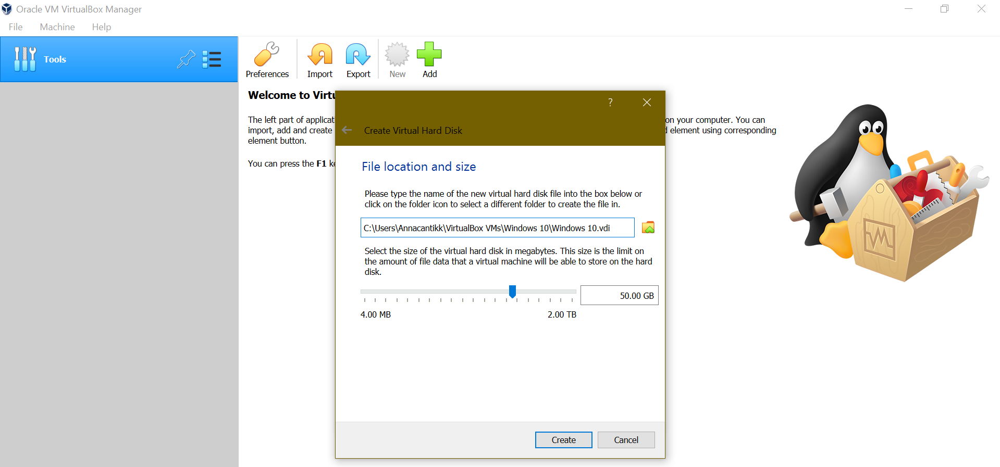 Oracle VM VirtualBox Manager
File Machine Help
Tools
Preferences Import Export New Add
Welcome to Virtu
The left part of applicat
on your computer. You can
import, add and create
element using corresponding
element button.
You can press the F1 ke
?
Create Virtual Hard Disk
File location and size
Please type the name of the new virtual hard disk file into the box below or
click on the folder icon to select a different folder to create the file in.
C:\Users\Annacantikk\VirtualBox VMs\Windows 10\Windows 10.vdi
Select the size of the virtual hard disk in megabytes. This size is the limit on
the amount of file data that a virtual machine will be able to store on the hard
disk.
50.00 GB
4.00 MB 2.00 TB
Create Cancel